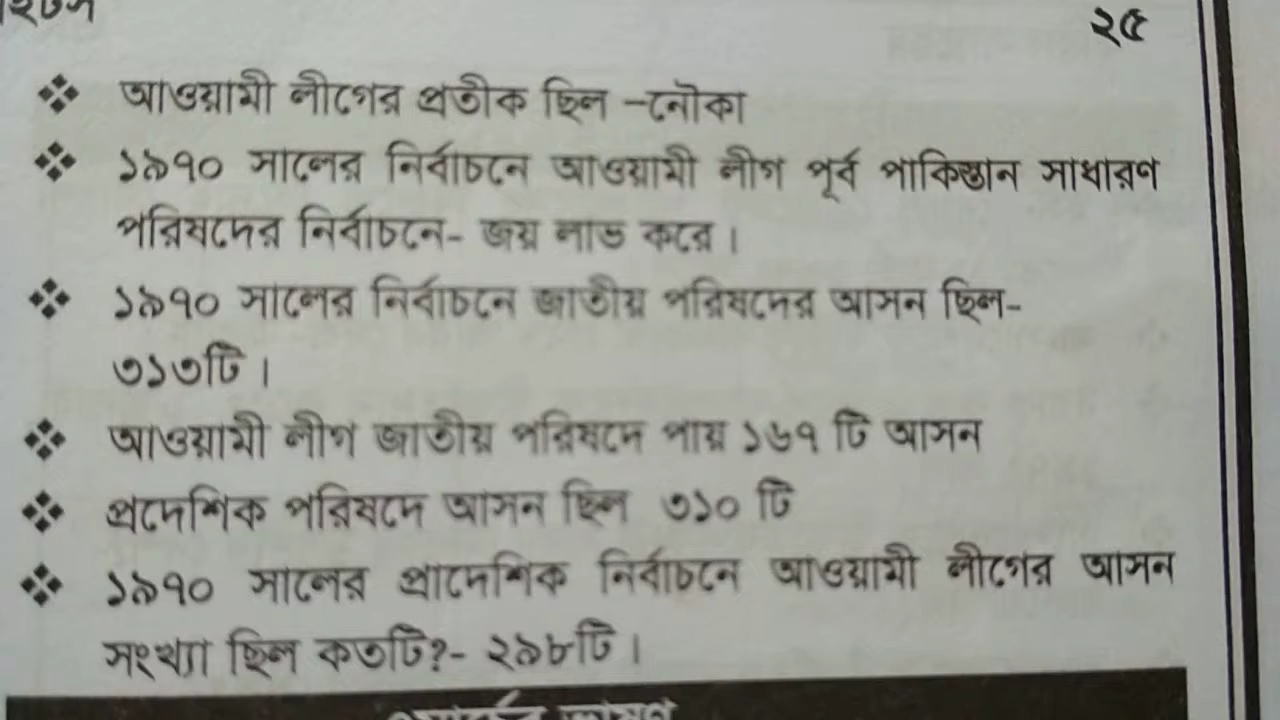 ২৫
❖ আওয়ামী লীগের প্রতীক ছিল –নৌকা
❖ ১৯৭০ সালের নির্বাচনে আওয়ামী লীগ পূর্ব পাকিস্তান সাধারণ
পরিষদের নির্বাচনে- জয় লাভ করে।
❖ ১৯৭০ সালের নির্বাচনে জাতীয় পরিষদের আসন ছিল-
৩১৩টি।
❖ আওয়ামী লীগ জাতীয় পরিষদে পায় ১৬৭ টি আসন
❖ প্রদেশিক পরিষদে আসন ছিল ৩১০ টি
❖ ১৯৭০ সালের প্রাদেশিক নির্বাচনে আওয়ামী লীগের আসন
সংখ্যা ছিল কতটি?- ২৯৮টি।